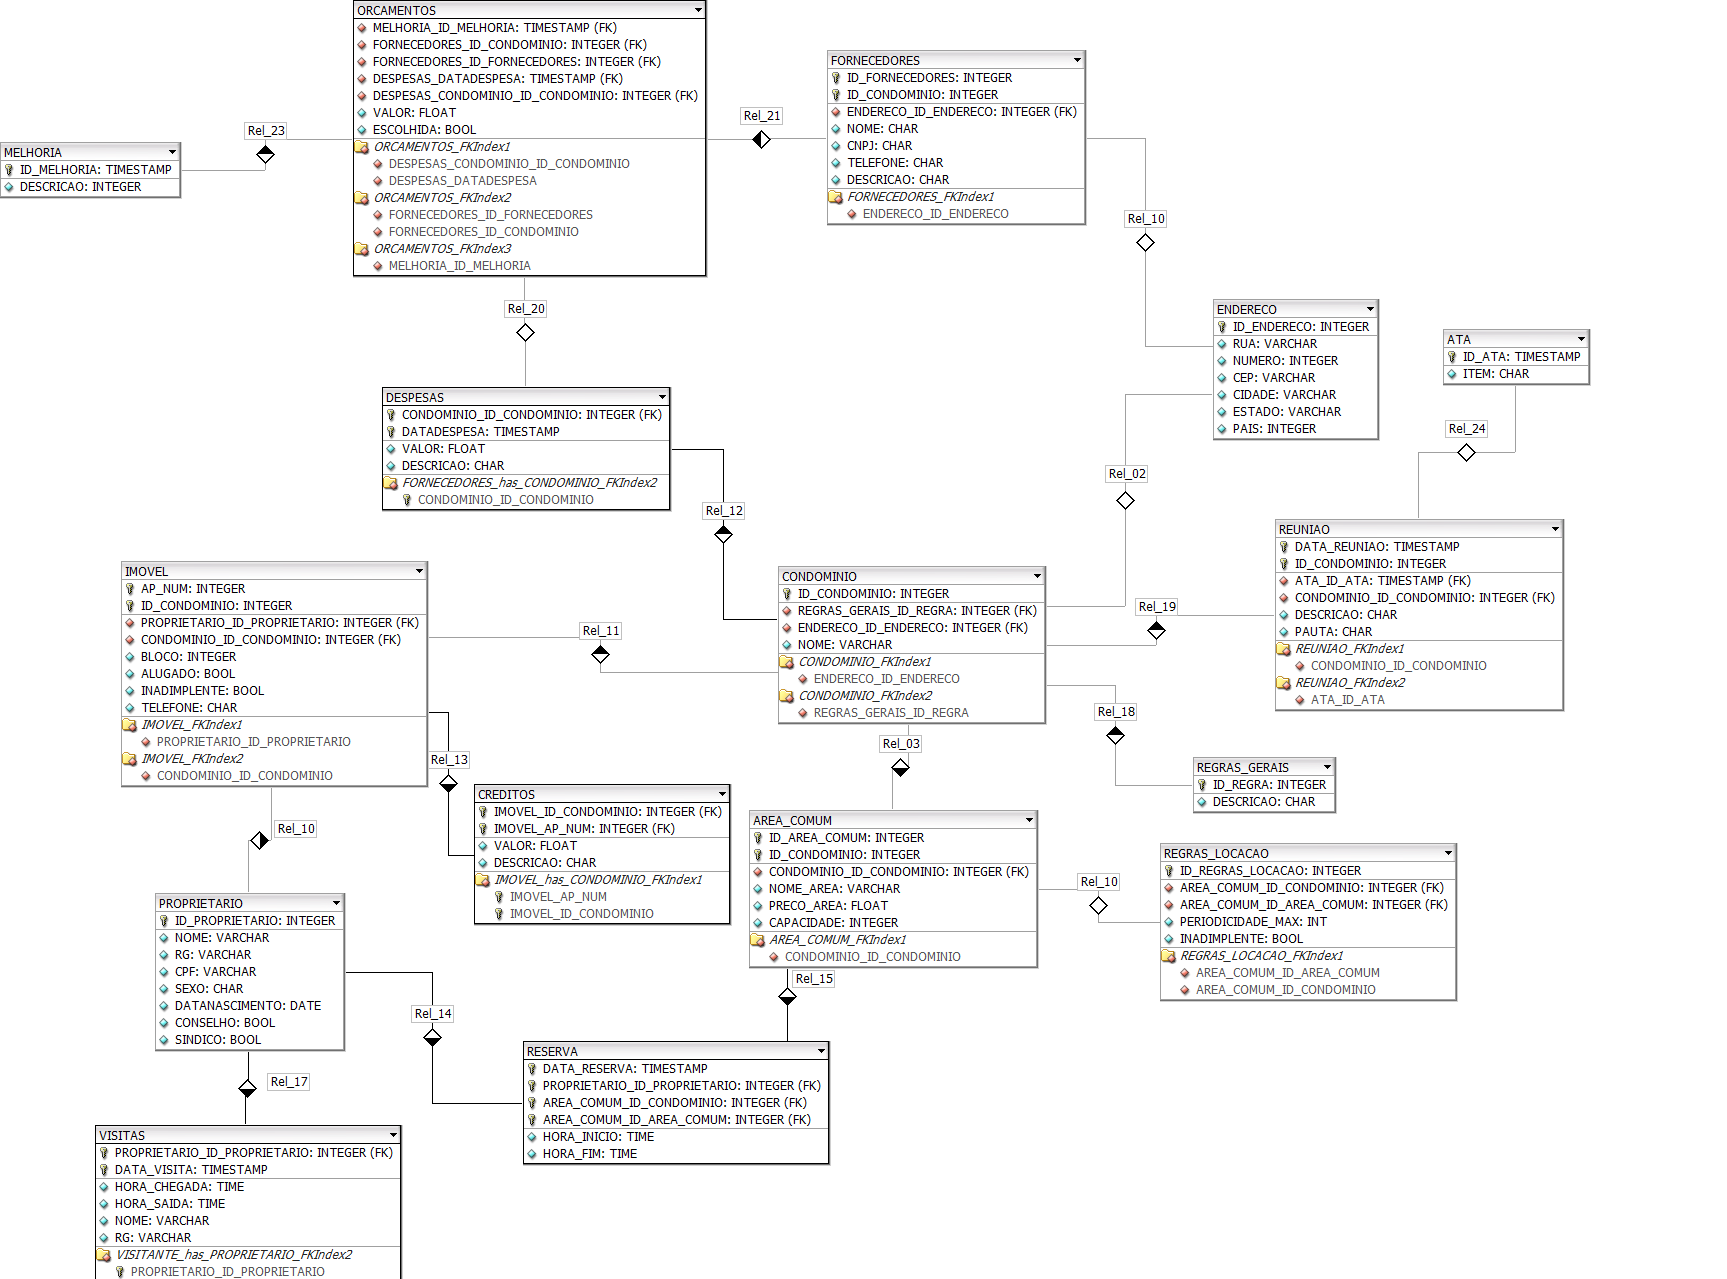 ORCAMENTOS
MELHORIA_ID_MELHORIA: TIMESTAMP (FK)
FORNECEDORES_ID_CONDOMINIO: INTEGER (FK)
FORNECEDORES_ID_FORNECEDORES: INTEGER (FK)
DESPESAS_DATADESPESA: TIMESTAMP (FK)
DESPESAS_CONDOMINIO_ID_CONDOMINIO: INTEGER (FK)
VALOR: FLOAT
ESCOLHIDA: BOOL
ORCAMENTOS_FKIndex1
DESPESAS_CONDOMINIO_ID_CONDOMINIO
DESPESAS_DATADESPESA
ORCAMENTOS_FKIndex2
FORNECEDORES_ID_FORNECEDORES
FORNECEDORES_ID_CONDOMINIO
ORCAMENTOS_FKIndex3
MELHORIA_ID_MELHORIA
Rel_23
MELHORIA
ID_MELHORIA: TIMESTAMP
DESCRICAO: INTEGER
Rel_21
FORNECEDORES
ID_FORNECEDORES: INTEGER
ID_CONDOMINIO: INTEGER
ENDERECO_ID_ENDERECO: INTEGER (FK)
NOME: CHAR
CNPJ: CHAR
TELEFONE: CHAR
DESCRICAO: CHAR
FORNECEDORES_FKIndex1
ENDERECO_ID_ENDERECO
Rel_10
Rel_20
ENDERECO
ID_ENDERECO: INTEGER
RUA: VARCHAR
NUMERO: INTEGER
CEP: VARCHAR
CIDADE: VARCHAR
ESTADO: VARCHAR
PAIS: INTEGER
ATA
ID_ATA: TIMESTAMP
ITEM: CHAR
Rel_24
DESPESAS
CONDOMINIO_ID_CONDOMINIO: INTEGER (FK)
DATADESPESA: TIMESTAMP
VALOR: FLOAT
DESCRICAO: CHAR
FORNECEDORES_has_CONDOMINIO_FKIndex2
CONDOMINIO_ID_CONDOMINIO
Rel_12
Rel_02
REUNIAO
DATA_REUNIAO: TIMESTAMP
ID_CONDOMINIO: INTEGER
ATA_ID_ATA: TIMESTAMP (FK)
CONDOMINIO_ID_CONDOMINIO: INTEGER (FK)
DESCRICAO: CHAR
PAUTA: CHAR
REUNIAO_FKIndex1
CONDOMINIO_ID_CONDOMINIO
REUNIAO_FKIndex2
ATA_ID_ATA
IMOVEL
AP_NUM: INTEGER
ID_CONDOMINIO: INTEGER
PROPRIETARIO_ID_PROPRIETARIO: INTEGER (FK)
CONDOMINIO_ID_CONDOMINIO: INTEGER (FK)
BLOCO: INTEGER
ALUGADO: BOOL
INADIMPLENTE: BOOL
TELEFONE: CHAR
IMOVEL_FKIndex1
PROPRIETARIO_ID_PROPRIETARIO
IMOVEL_FKIndex2
CONDOMINIO_ID_CONDOMINIO
Rel_11
CONDOMINIO
ID_CONDOMINIO: INTEGER
REGRAS_GERAIS_ID_REGRA: INTEGER (FK)
ENDERECO_ID_ENDERECO: INTEGER (FK)
NOME: VARCHAR
CONDOMINIO_FKIndex1
ENDERECO_ID_ENDERECO
CONDOMINIO_FKIndex2
REGRAS_GERAIS_ID_REGRA
Rel_19
Rel_18
Rel_03
Rel_13
REGRAS_GERAIS
ID_REGRA: INTEGER
DESCRICAO: CHAR
CREDITOS
IMOVEL_ID_CONDOMINIO: INTEGER (FK)
IMOVEL_AP_NUM: INTEGER (FK)
VALOR: FLOAT
DESCRICAO: CHAR
IMOVEL_has_CONDOMINIO_FKIndex1
IMOVEL_AP_NUM
IMOVEL_ID_CONDOMINIO
AREA_COMUM
ID_AREA_COMUM: INTEGER
ID_CONDOMINIO: INTEGER
CONDOMINIO_ID_CONDOMINIO: INTEGER (FK)
NOME_AREA: VARCHAR
PRECO_AREA: FLOAT
CAPACIDADE: INTEGER
AREA_COMUM_FKIndex1
CONDOMINIO_ID_CONDOMINIO
Rel_10
REGRAS_LOCACAO
ID_REGRAS_LOCACAO: INTEGER
AREA_COMUM_ID_CONDOMINIO: INTEGER (FK)
AREA_COMUM_ID_AREA_COMUM: INTEGER (FK)
PERIODICIDADE_MAX: INT
INADIMPLENTE: BOOL
REGRAS_LOCACAO_FKIndex1
AREA_COMUM_ID_AREA_COMUM
AREA_COMUM_ID_CONDOMINIO
Rel_10
PROPRIETARIO
ID_PROPRIETARIO: INTEGER
NOME: VARCHAR
RG: VARCHAR
CPF: VARCHAR
SEXO: CHAR
DATANASCIMENTO: DATE
CONSELHO: BOOL
SINDICO: BOOL
Rel_14
Rel_15
RESERVA
DATA_RESERVA: TIMESTAMP
PROPRIETARIO_ID_PROPRIETARIO: INTEGER (FK)
AREA_COMUM_ID_CONDOMINIO: INTEGER (FK)
AREA_COMUM_ID_AREA_COMUM: INTEGER (FK)
HORA_INICIO: TIME
HORA_FIM: TIME
Rel_17
VISITAS
PROPRIETARIO_ID_PROPRIETARIO: INTEGER (FK)
DATA_VISITA: TIMESTAMP
HORA_CHEGADA: TIME
HORA_SAIDA: TIME
NOME: VARCHAR
RG: VARCHAR
VISITANTE_has_PROPRIETARIO_FKIndex2
PROPRIETARIO_ID_PROPRIETARIO